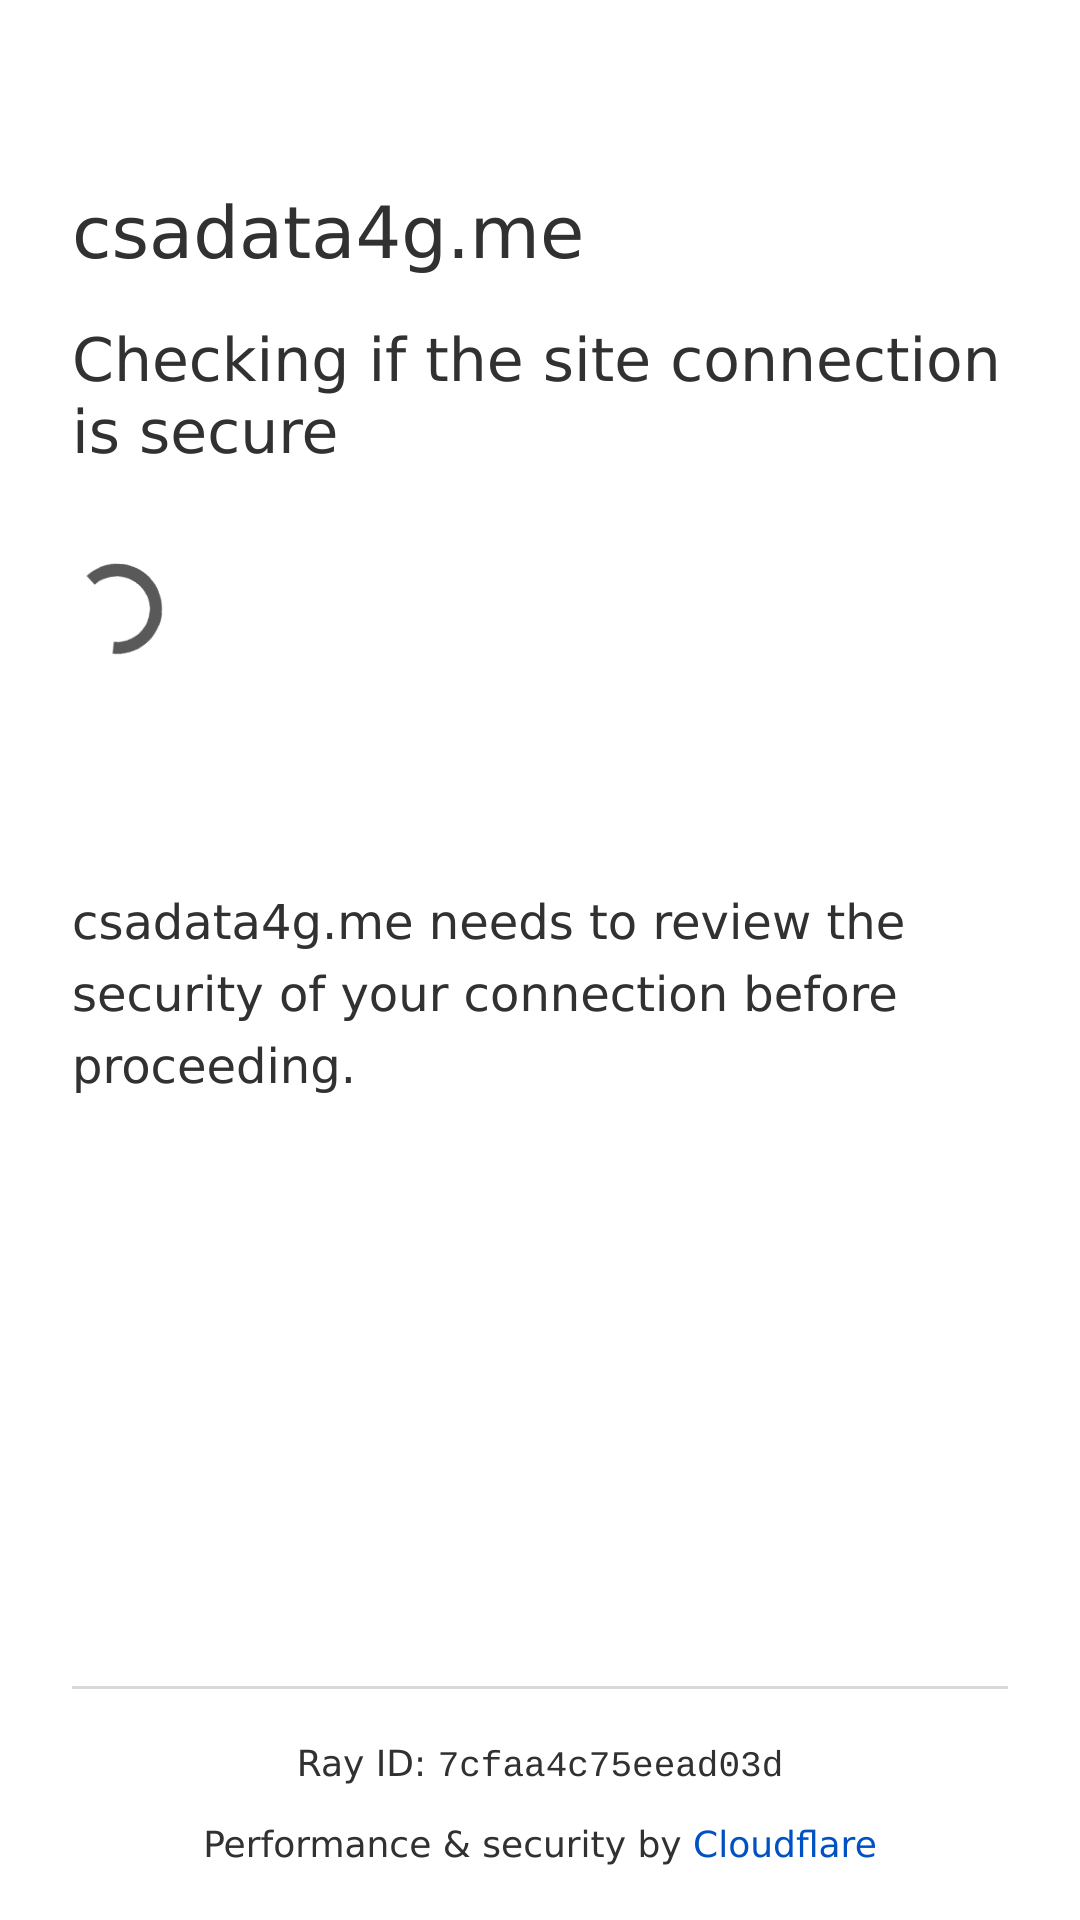 csadata4g.me
Checking if the site connection
is secure
csadata4g.me needs to review the
security of your connection before
proceeding.
Ray ID: 7cfaa4c75eead03d
Performance & security by Cloudflare